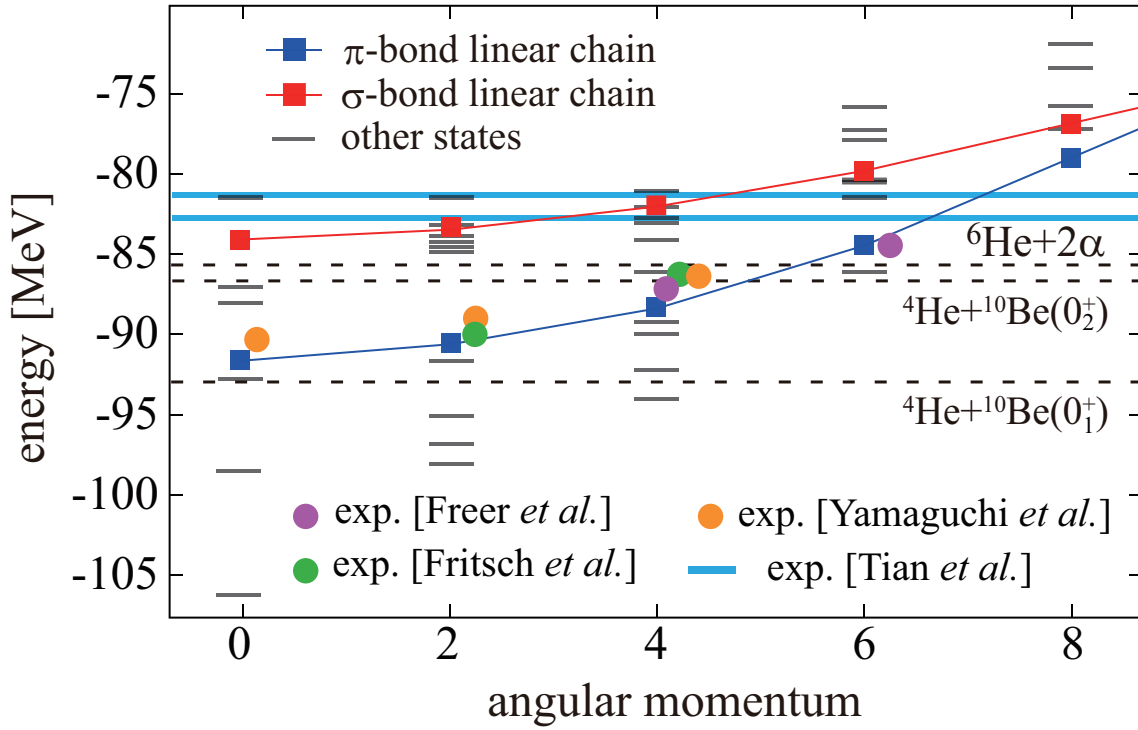 π-bond linear chain
σ-bond linear chain
other states
-75
-80
-85
-90
-95
-100
-105
energy [MeV]
⁶He+2α
⁴He+¹⁰Be(0₂⁺)
⁴He+¹⁰Be(0₁⁺)
exp. [Freer et al.]
exp. [Yamaguchi et al.]
exp. [Fritsch et al.]
exp. [Tian et al.]
0 2 4 6 8
angular momentum